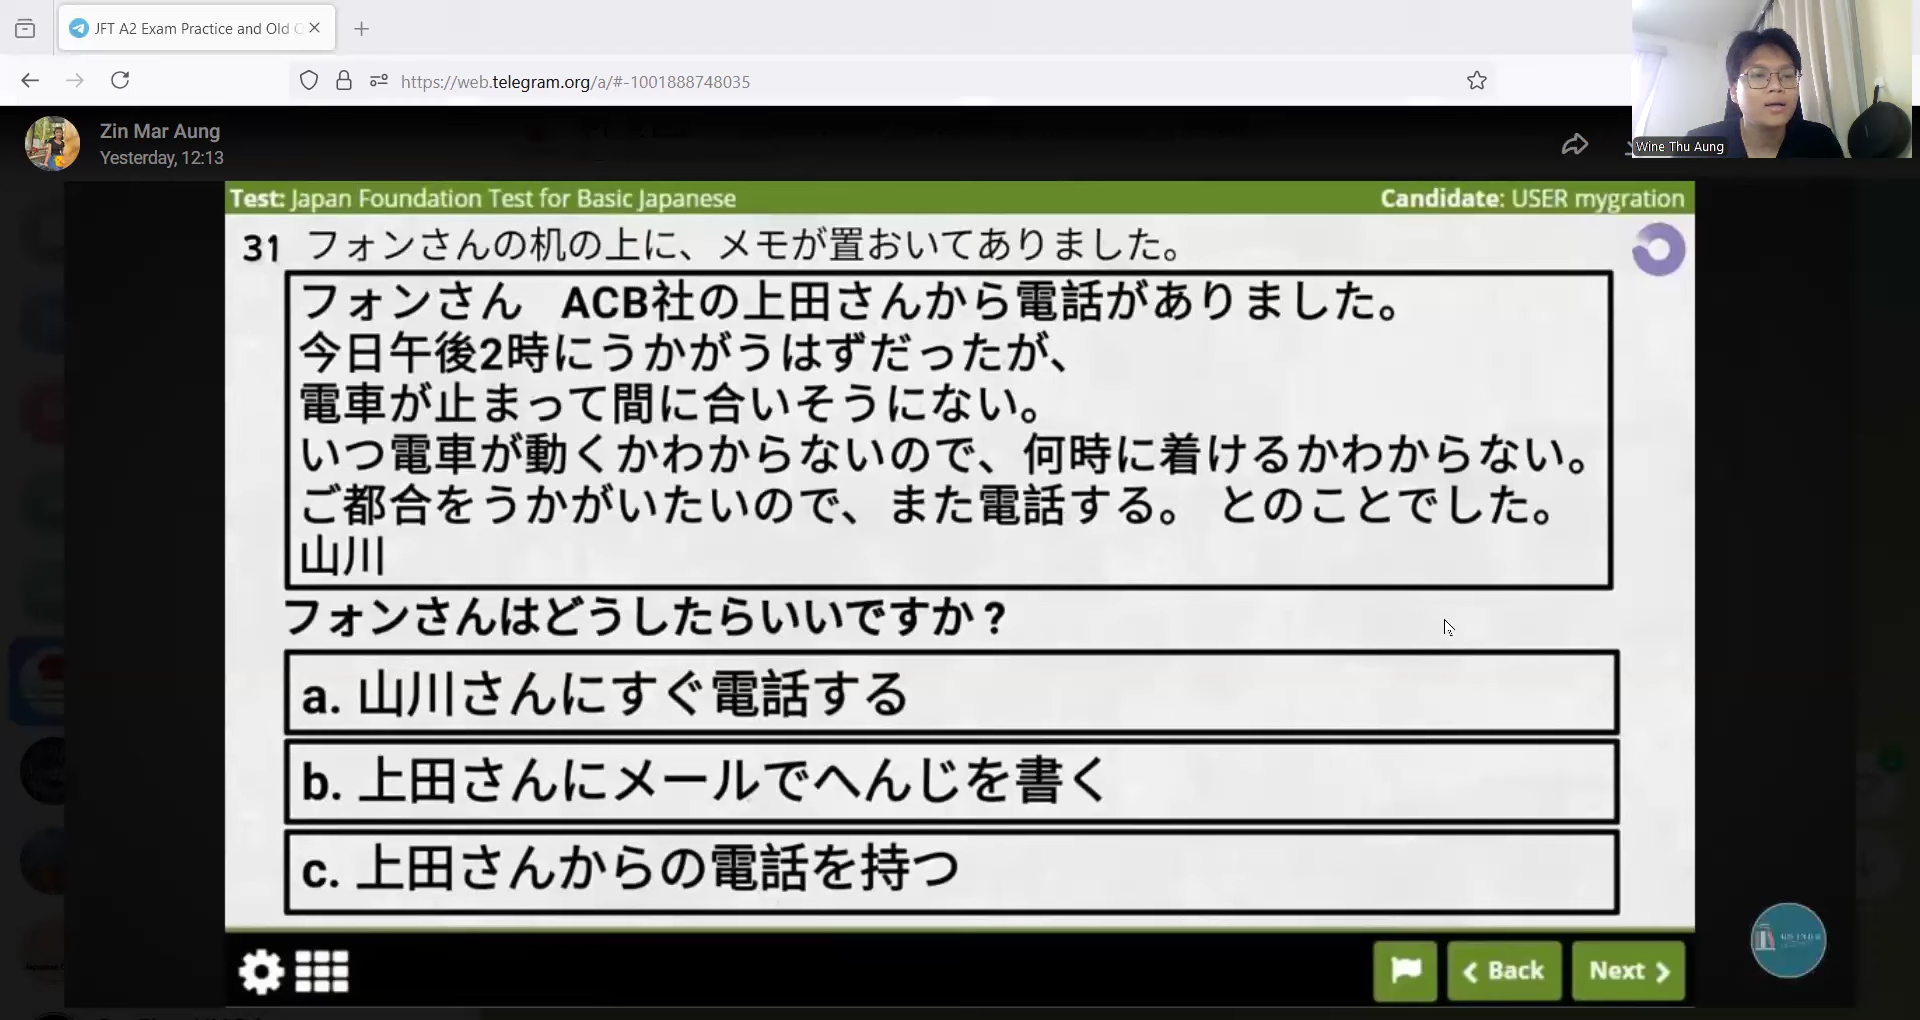 JFT A2 Exam Practice and Old
https://web.telegram.org/a/#-1001888748035
Wine Thu Aung
Zin Mar Aung
Yesterday, 12:13
Test: Japan Foundation Test for Basic Japanese
Candidate: USER mygration
31 フォンさんの机の上に、メモが置おいてありました。
フォンさん ACB社の上田さんから電話がありました。
今日午後2時にうかがうはずだったが、
電車が止まって間に合いそうにない。
いつ電車が動くかわからないので、何時に着けるかわからない。
ご都合をうかがいたいので、また電話する。 とのことでした。
山川
フォンさんはどうしたらいいですか？
a. 山川さんにすぐ電話する
b. 上田さんにメールでへんじを書く
c. 上田さんからの電話を持つ
Back
Next